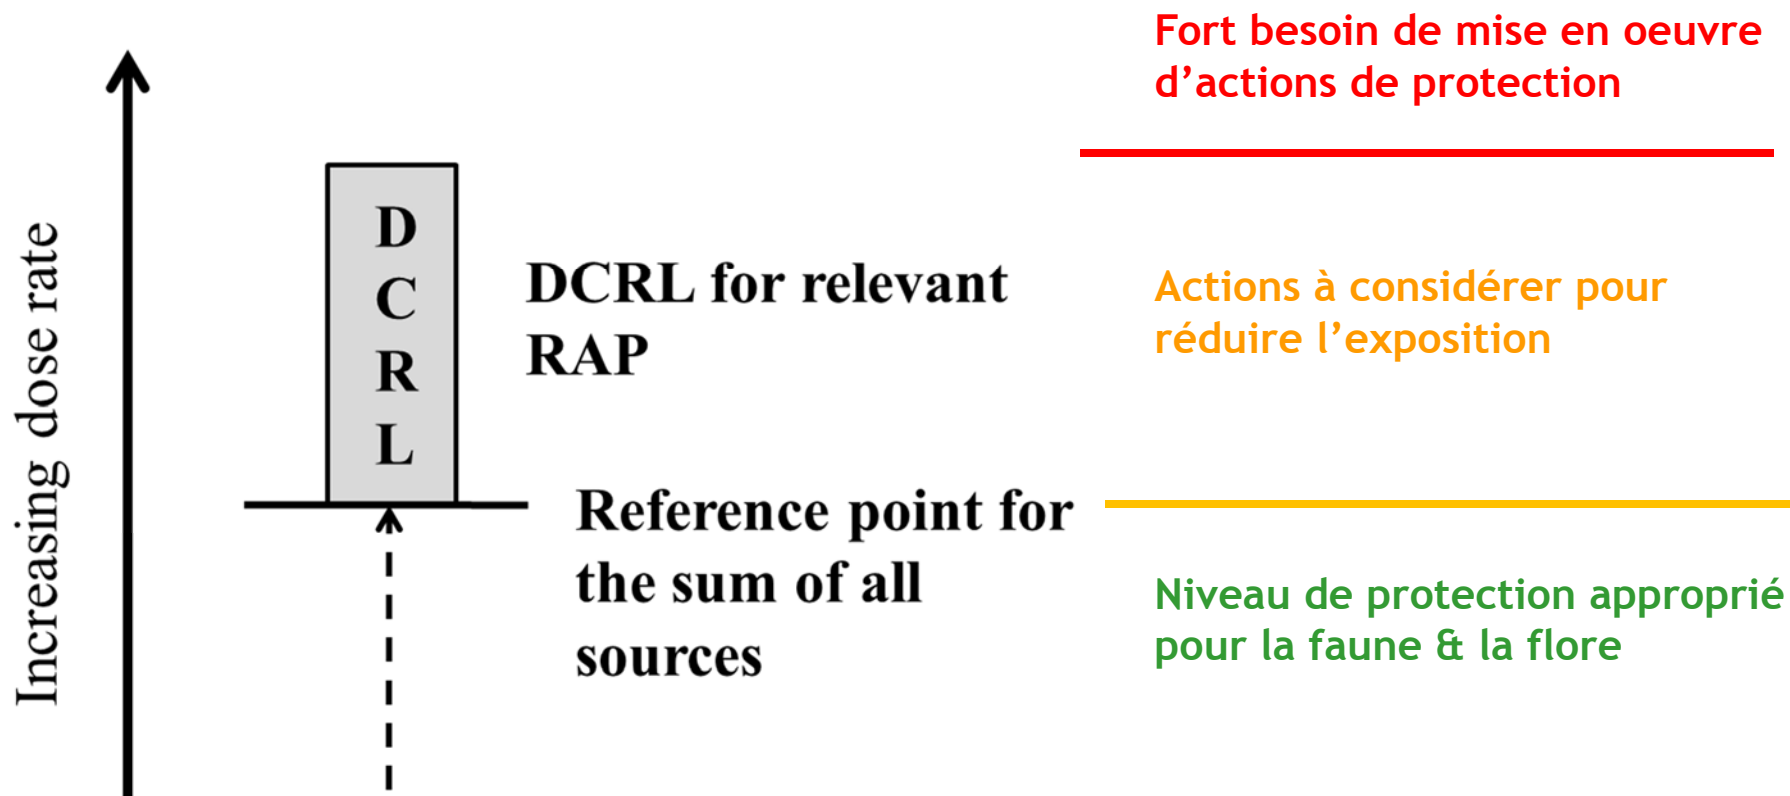 Fort besoin de mise en oeuvre
d’actions de protection
Increasing dose rate
D
C
R
L
DCRL for relevant
RAP
Actions à considérer pour
réduire l’exposition
Reference point for
the sum of all
sources
Niveau de protection approprié
pour la faune & la flore